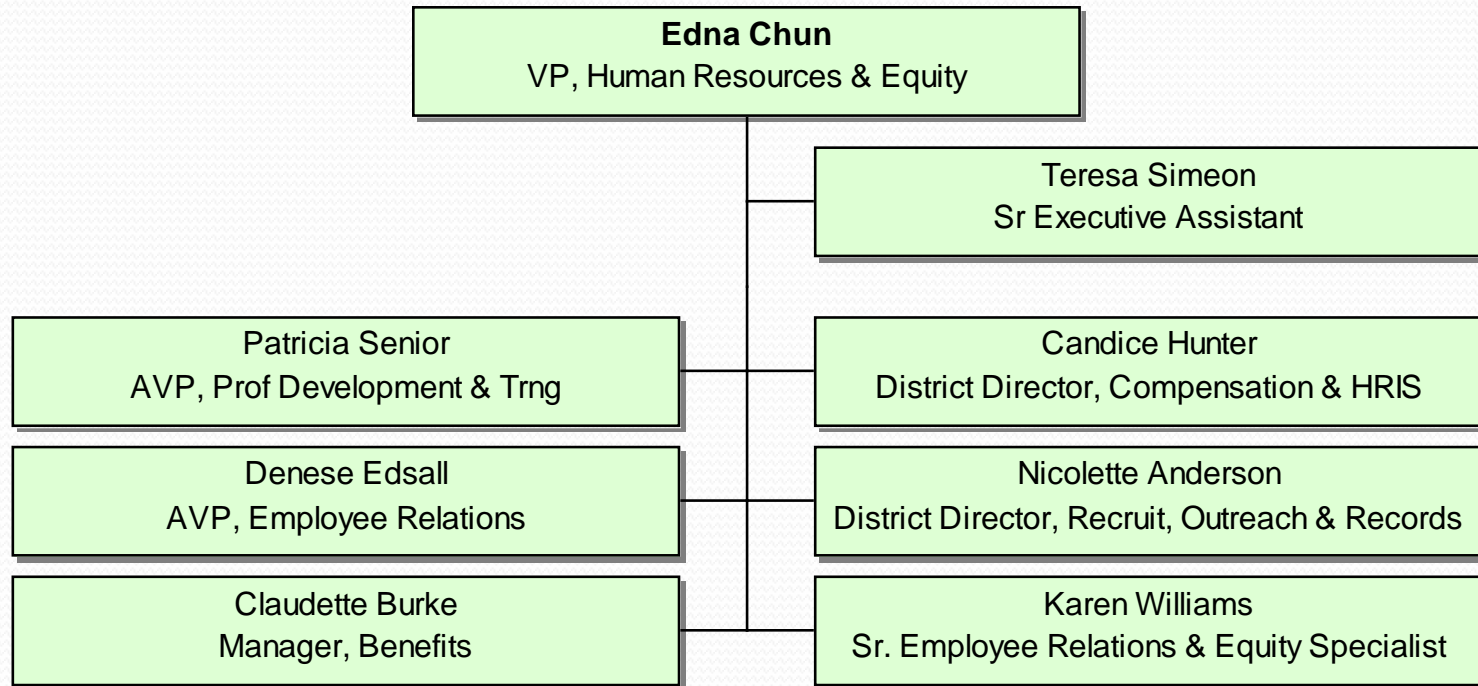 Edna Chun
VP, Human Resources & Equity
Teresa Simeon
Sr Executive Assistant
Patricia Senior
AVP, Prof Development & Trng
Candice Hunter
District Director, Compensation & HRIS
Denese Edsall
AVP, Employee Relations
Nicolette Anderson
District Director, Recruit, Outreach & Records
Claudette Burke
Manager, Benefits
Karen Williams
Sr. Employee Relations & Equity Specialist